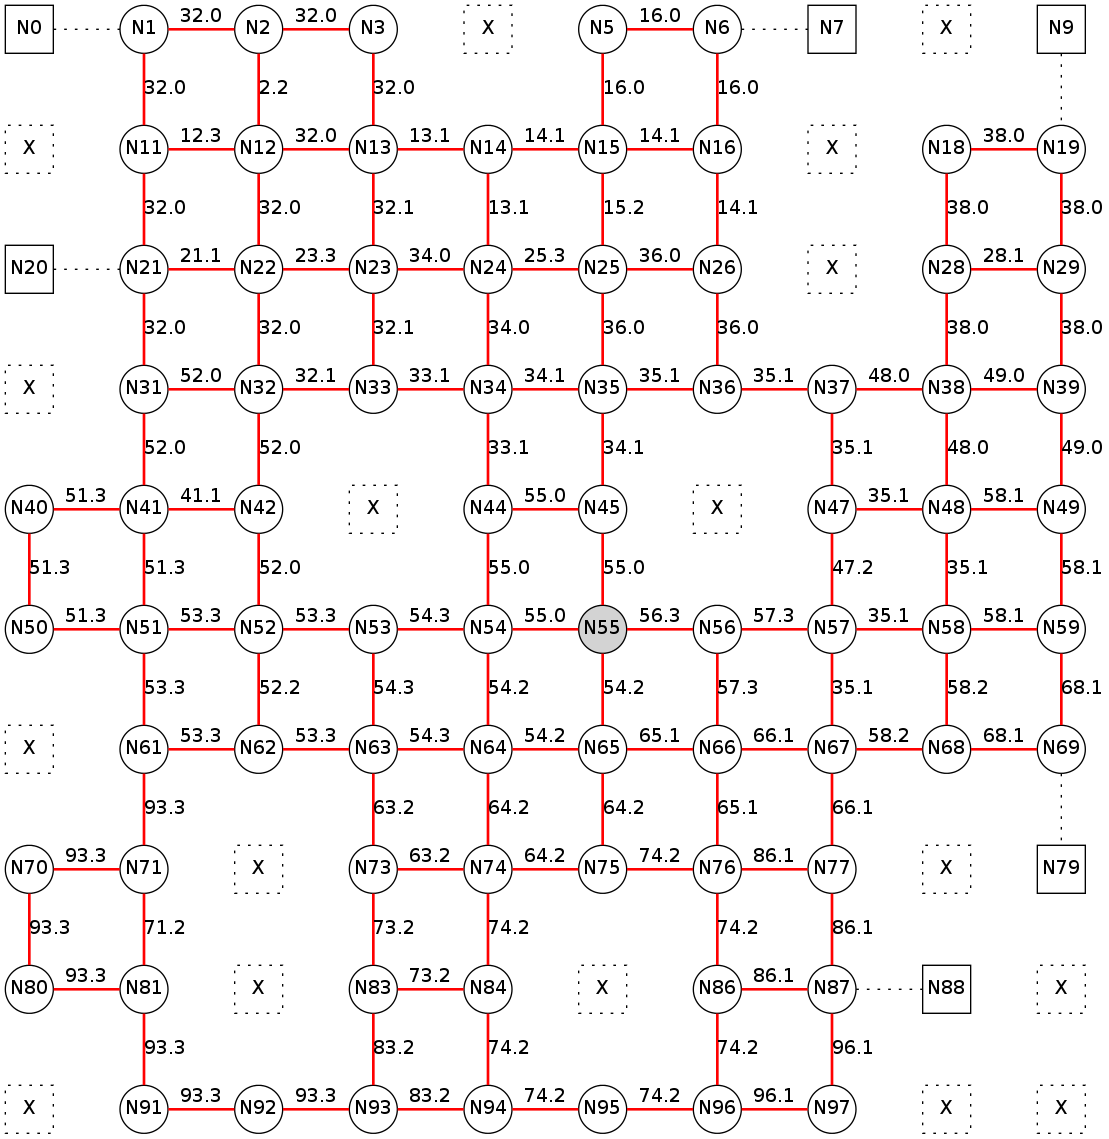 N0 N1 32.0 N2 32.0 N3 X N5 16.0 N6 N7 X N9
32.0 2.2 32.0 16.0 16.0
X N11 12.3 N12 32.0 N13 13.1 N14 14.1 N15 14.1 N16 X N18 38.0 N19
32.0 32.0 32.1 13.1 15.2 14.1 38.0 38.0
N20 N21 21.1 N22 23.3 N23 34.0 N24 25.3 N25 36.0 N26 X N28 28.1 N29
32.0 32.0 32.1 34.0 36.0 36.0 38.0 38.0
X N31 52.0 N32 32.1 N33 33.1 N34 34.1 N35 35.1 N36 35.1 N37 48.0 N38 49.0 N39
52.0 52.0 33.1 34.1 35.1 48.0 49.0
N40 51.3 N41 41.1 N42 X N44 55.0 N45 X N47 35.1 N48 58.1 N49
51.3 51.3 52.0 55.0 55.0 47.2 35.1 58.1
N50 51.3 N51 53.3 N52 53.3 N53 54.3 N54 55.0 N55 56.3 N56 57.3 N57 35.1 N58 58.1 N59
53.3 52.2 54.3 54.2 54.2 57.3 35.1 58.2 68.1
X N61 53.3 N62 53.3 N63 54.3 N64 54.2 N65 65.1 N66 66.1 N67 58.2 N68 68.1 N69
93.3 63.2 64.2 64.2 65.1 66.1
N70 93.3 N71 X N73 63.2 N74 64.2 N75 74.2 N76 86.1 N77 X N79
93.3 71.2 73.2 74.2 74.2 86.1
N80 93.3 N81 X N83 73.2 N84 X N86 86.1 N87 N88 X
93.3 83.2 74.2 74.2 96.1
X N91 93.3 N92 93.3 N93 83.2 N94 74.2 N95 74.2 N96 96.1 N97 X X